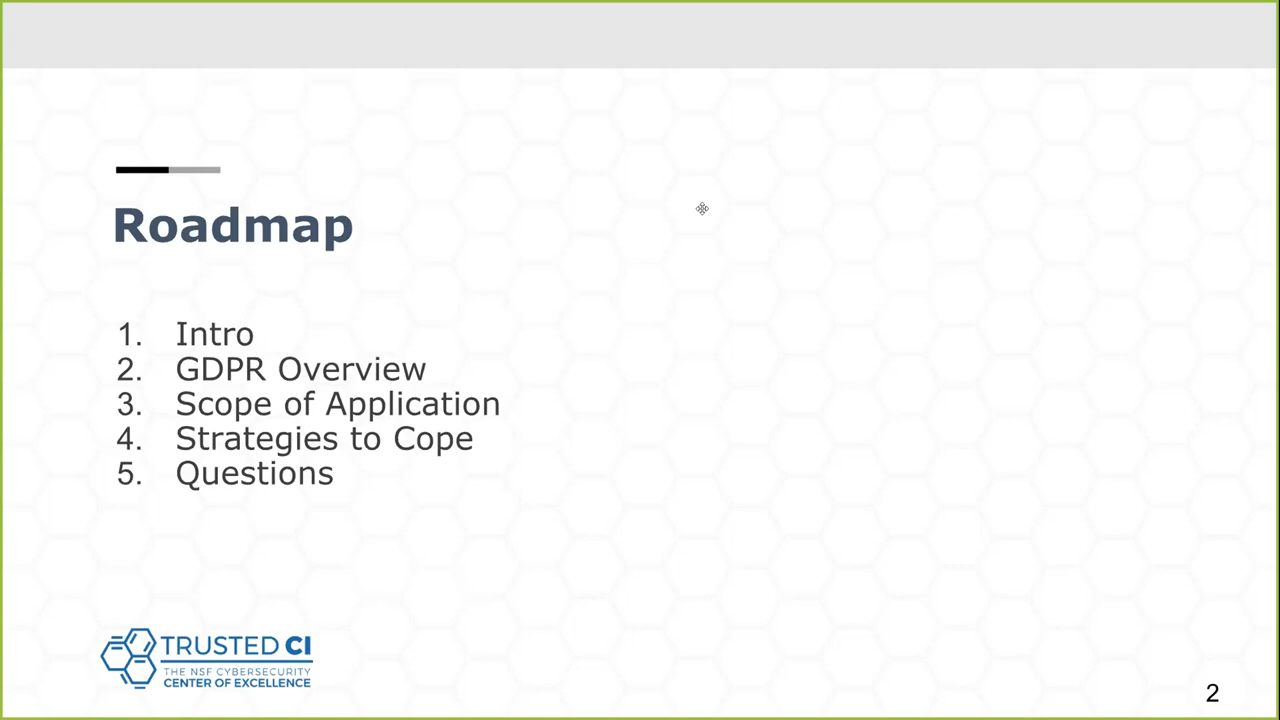 Roadmap
1. Intro
2. GDPR Overview
3. Scope of Application
4. Strategies to Cope
5. Questions
TRUSTED CI
THE NSF CYBERSECURITY
CENTER OF EXCELLENCE
2